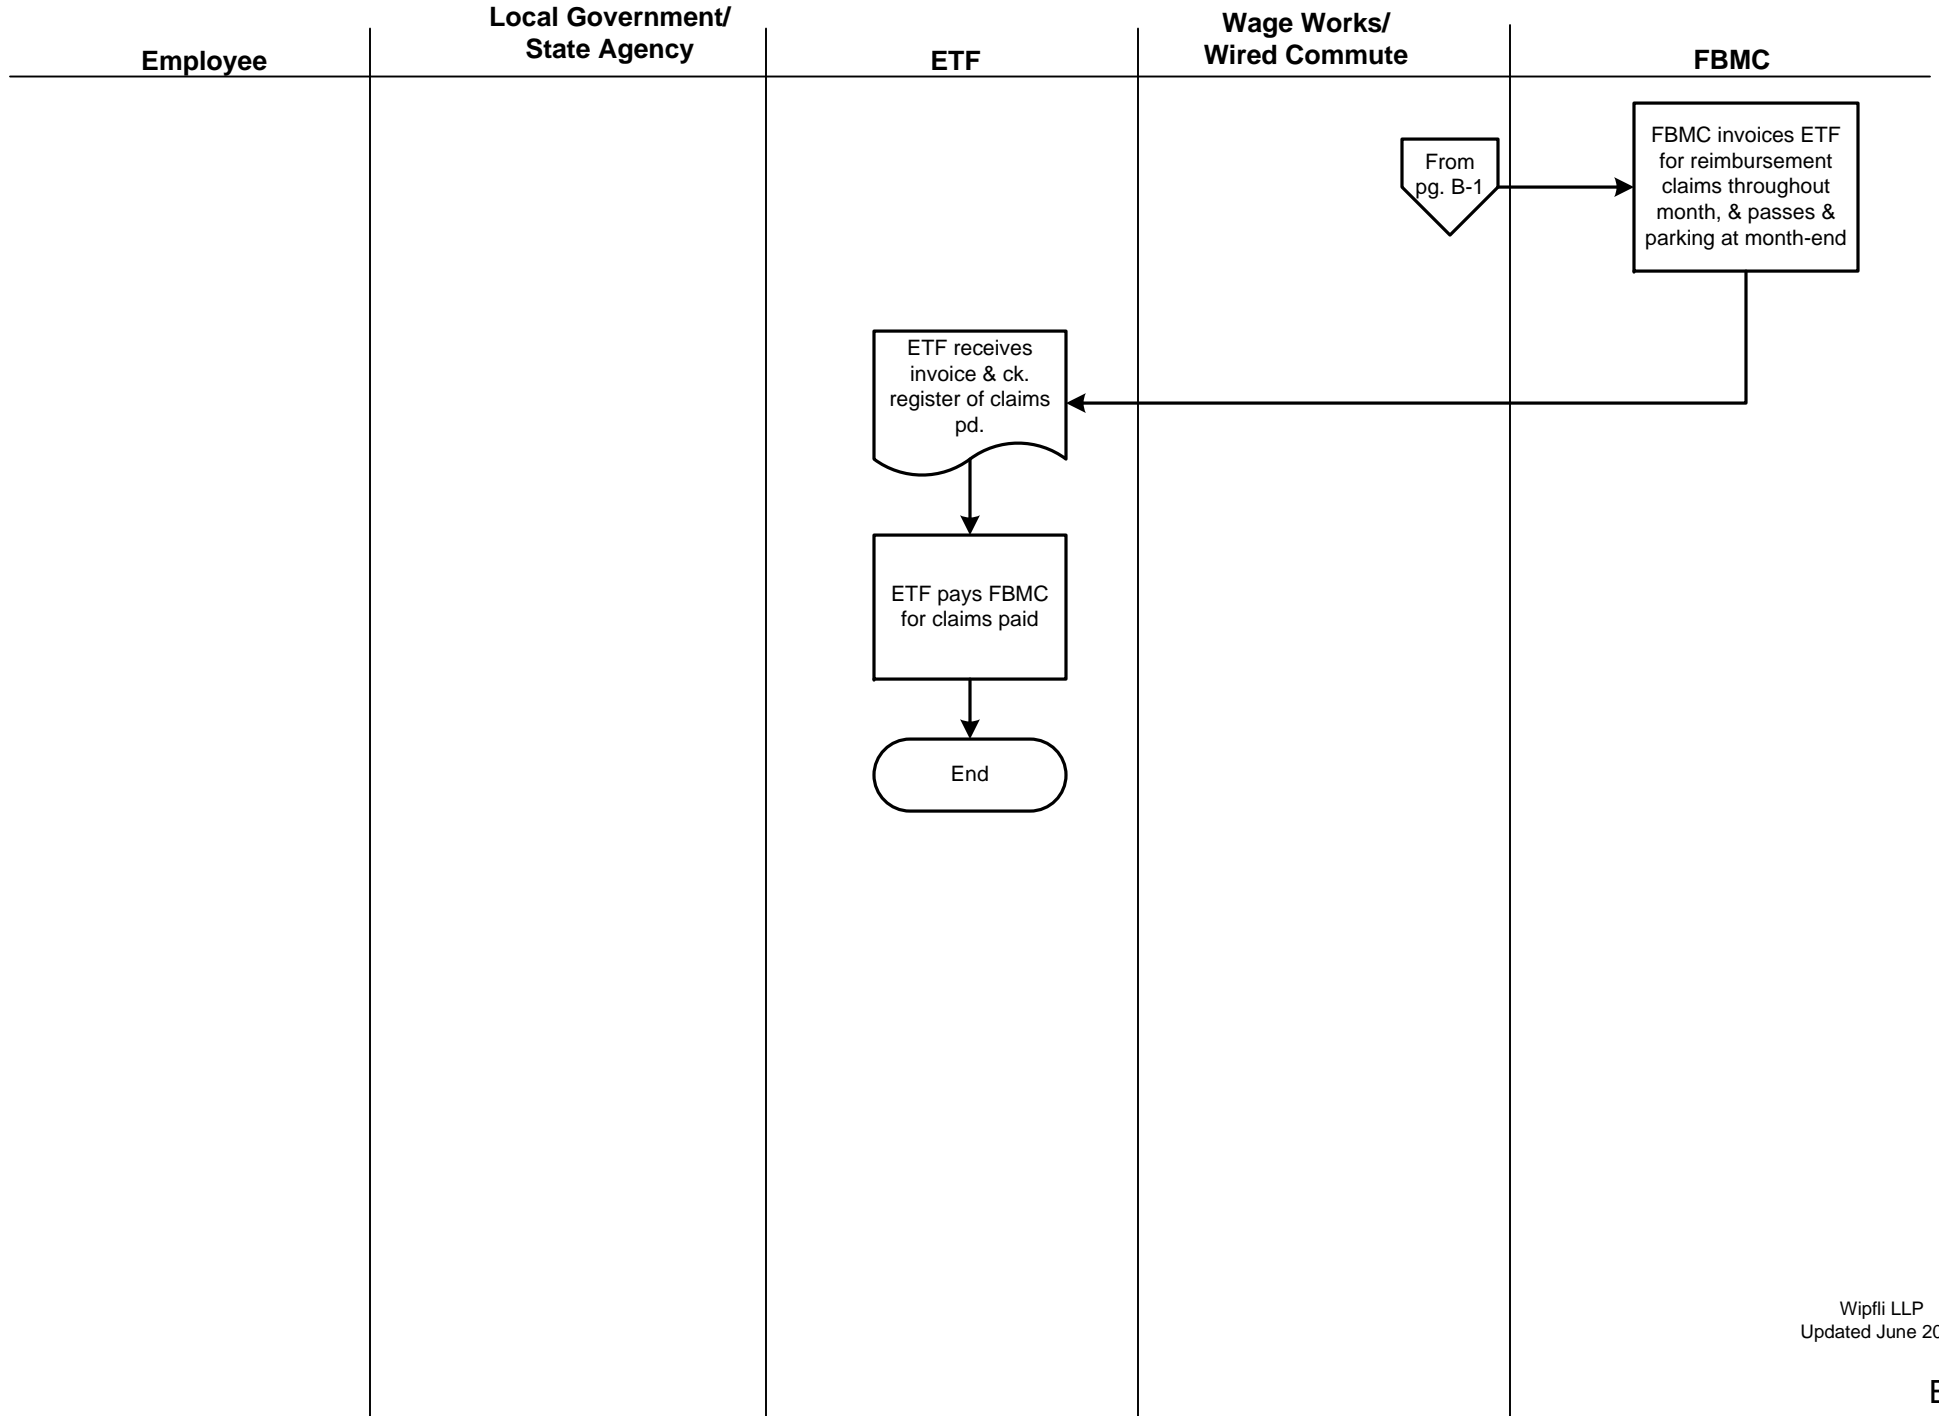 Employee
Local Government/
State Agency
ETF
Wage Works/
Wired Commute
FBMC
From
pg. B-1
FBMC invoices ETF
for reimbursement
claims throughout
month, & passes &
parking at month-end
ETF receives
invoice & ck.
register of claims
pd.
ETF pays FBMC
for claims paid
End
Wipfli LLP
Updated June